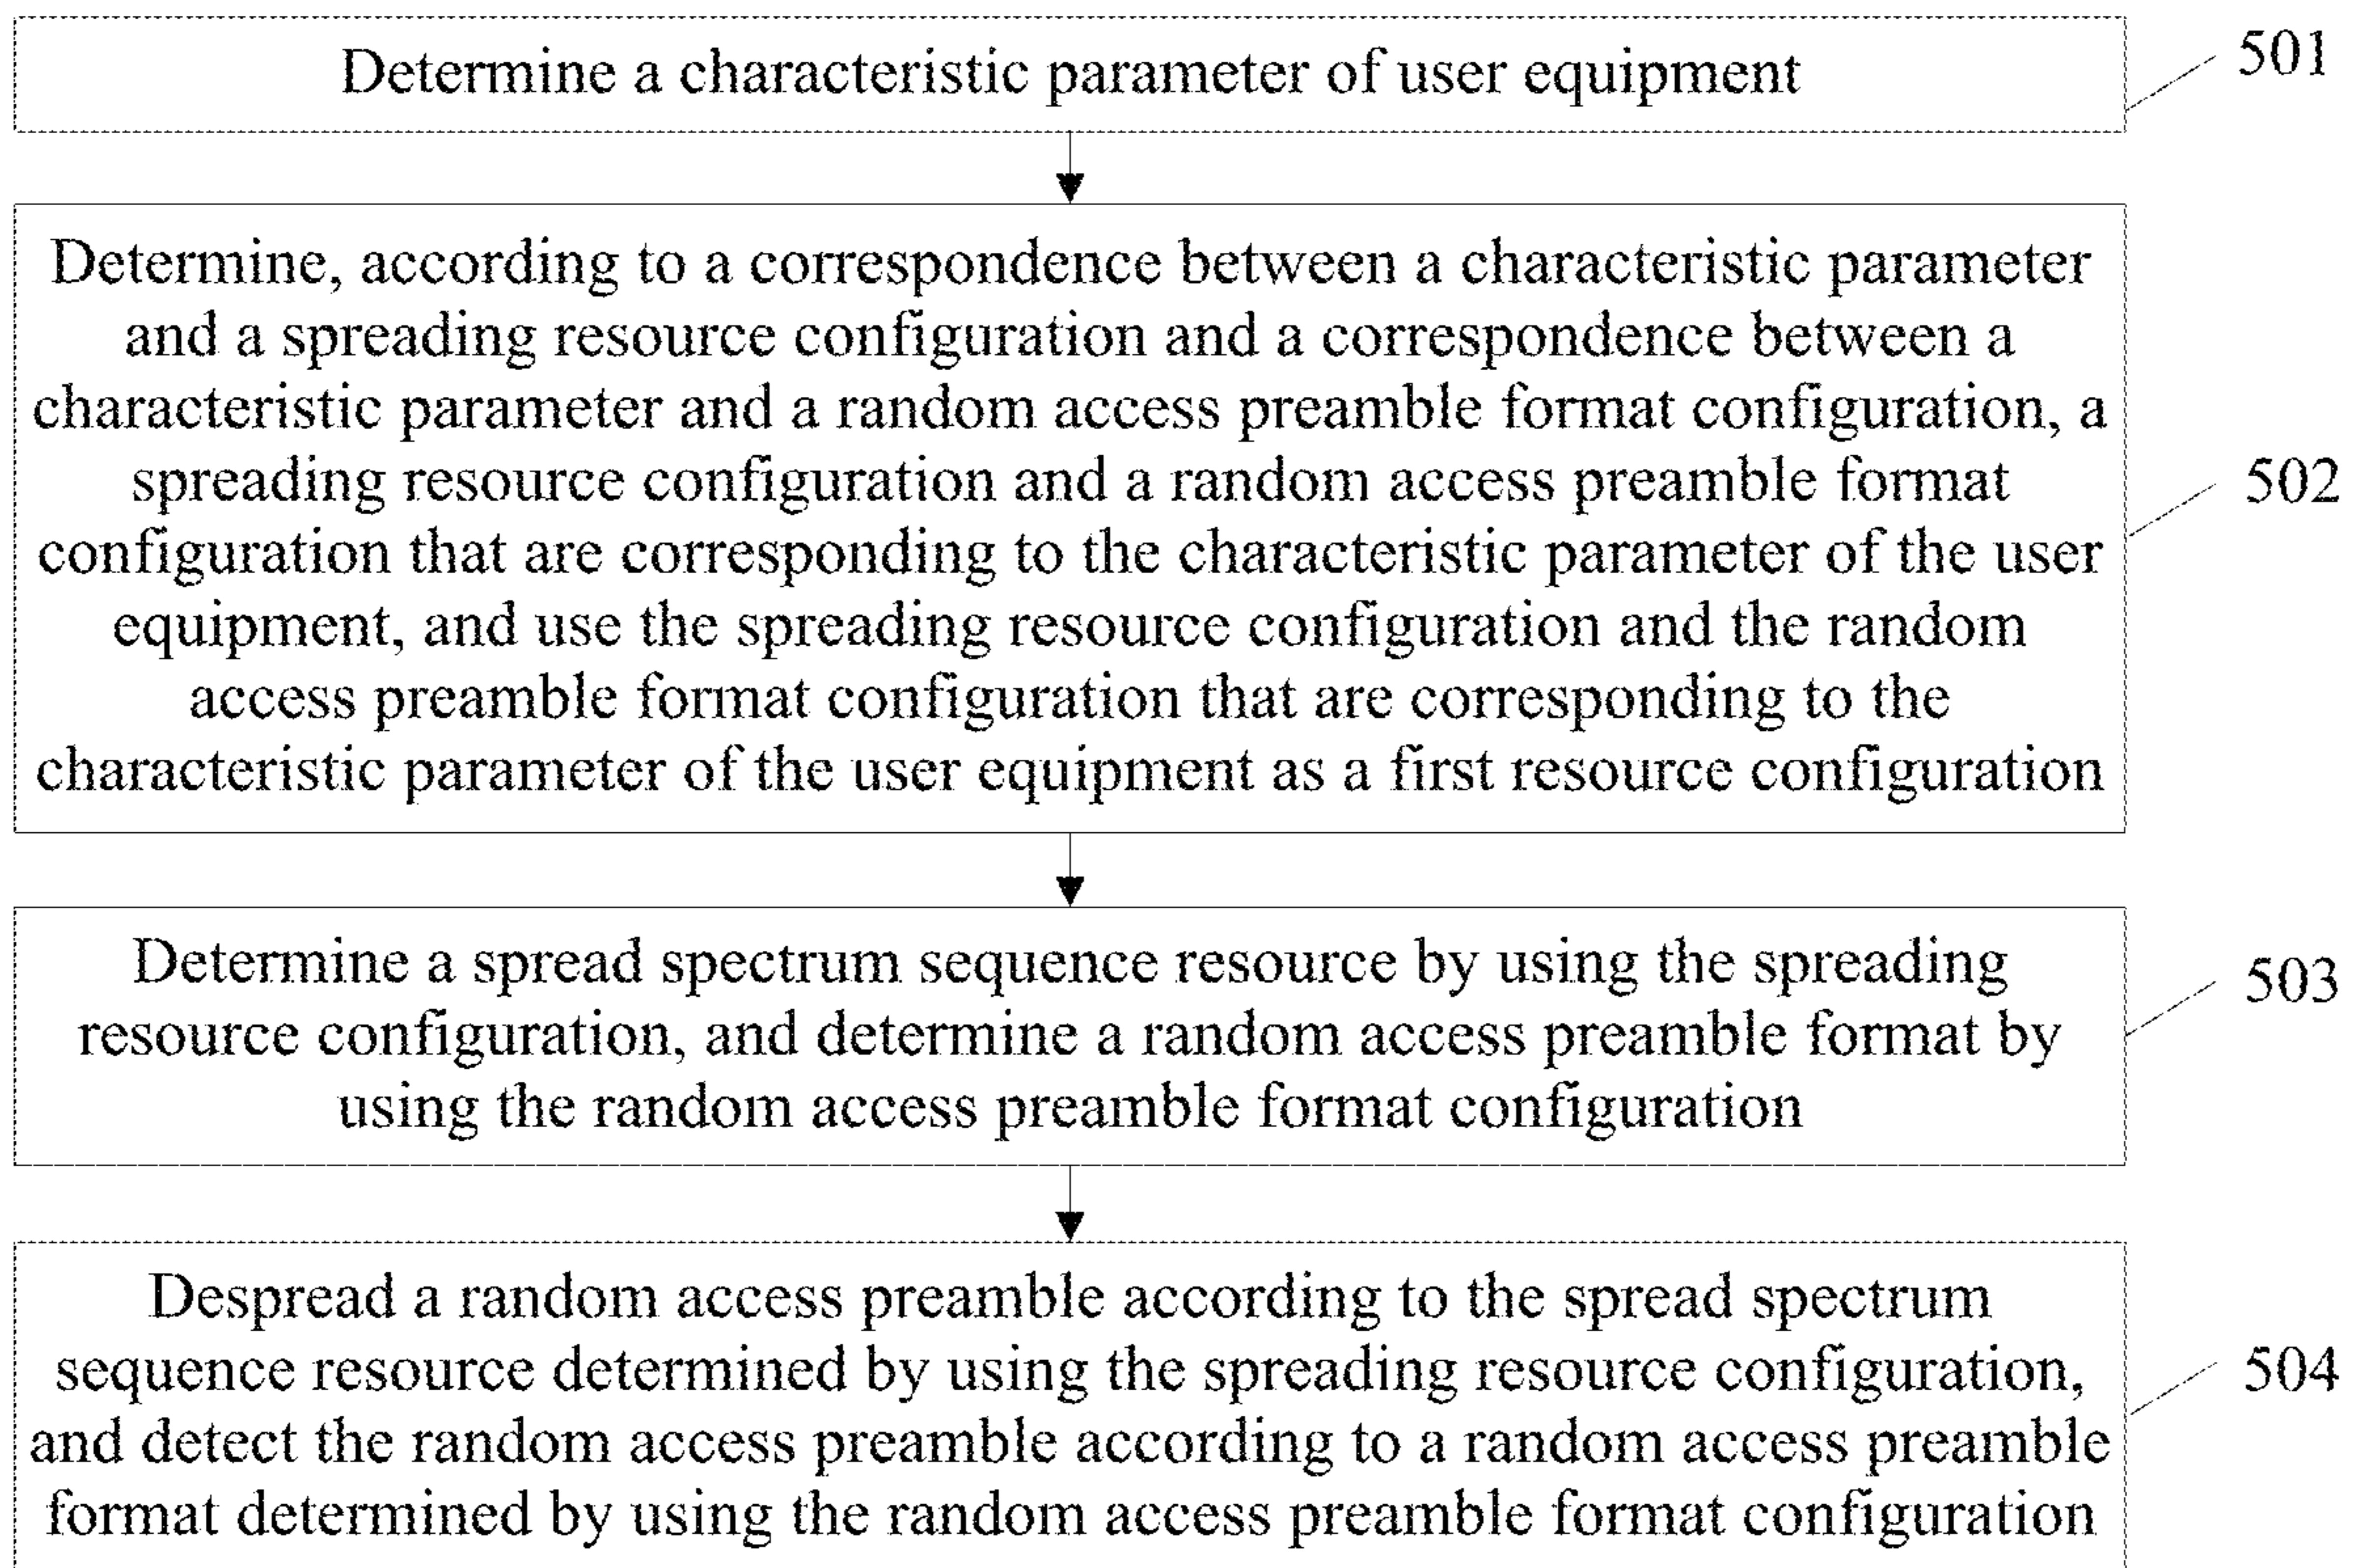 Determine a characteristic parameter of user equipment
501
Determine, according to a correspondence between a characteristic parameter
and a spreading resource configuration and a correspondence between a
characteristic parameter and a random access preamble format configuration, a
spreading resource configuration and a random access preamble format
configuration that are corresponding to the characteristic parameter of the user
equipment, and use the spreading resource configuration and the random
access preamble format configuration that are corresponding to the
characteristic parameter of the user equipment as a first resource configuration
502
Determine a spread spectrum sequence resource by using the spreading
resource configuration, and determine a random access preamble format by
using the random access preamble format configuration
503
Despread a random access preamble according to the spread spectrum
sequence resource determined by using the spreading resource configuration,
and detect the random access preamble according to a random access preamble
format determined by using the random access preamble format configuration
504